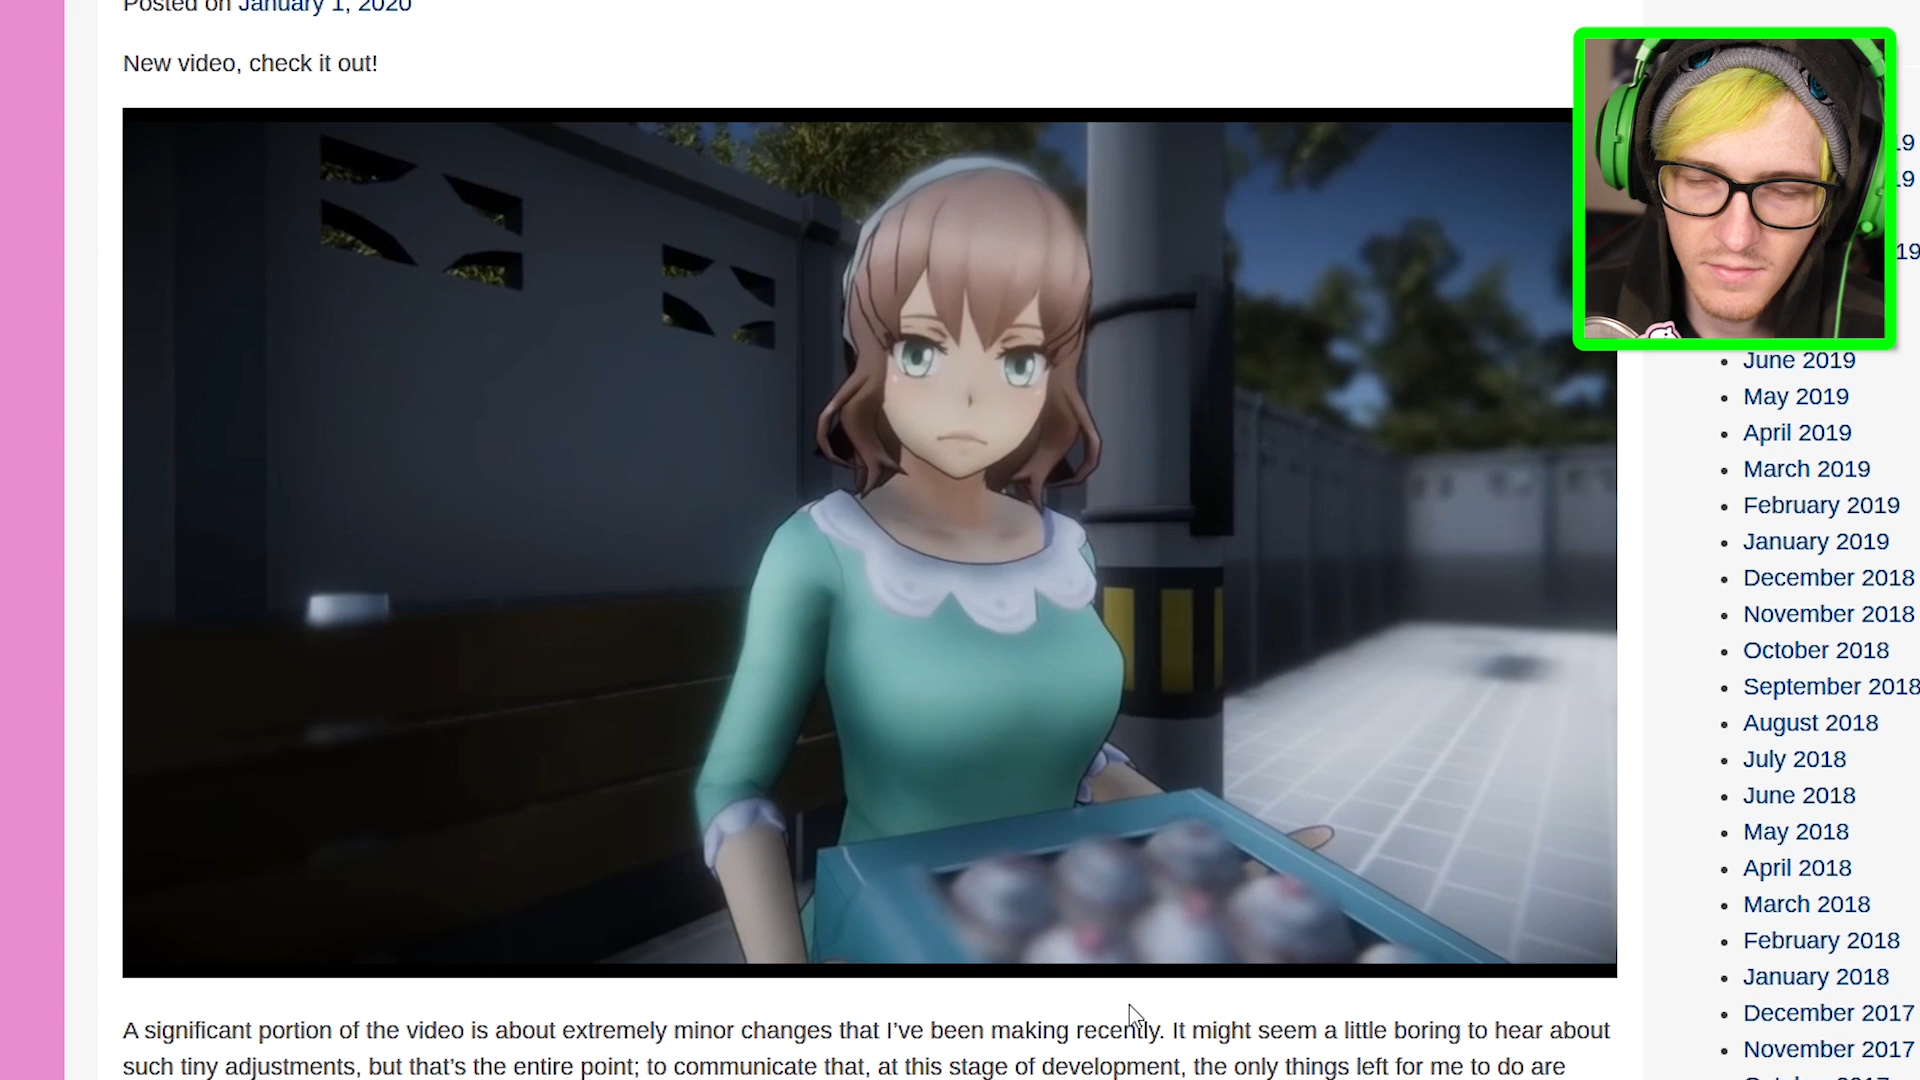 Posted on January 1, 2020
New video, check it out!
19
19
19
June 2019
May 2019
April 2019
March 2019
February 2019
January 2019
December 2018
November 2018
October 2018
September 2018
August 2018
July 2018
June 2018
May 2018
April 2018
March 2018
February 2018
January 2018
December 2017
November 2017
A significant portion of the video is about extremely minor changes that I’ve been making recently. It might seem a little boring to hear about
such tiny adjustments, but that’s the entire point; to communicate that, at this stage of development, the only things left for me to do are